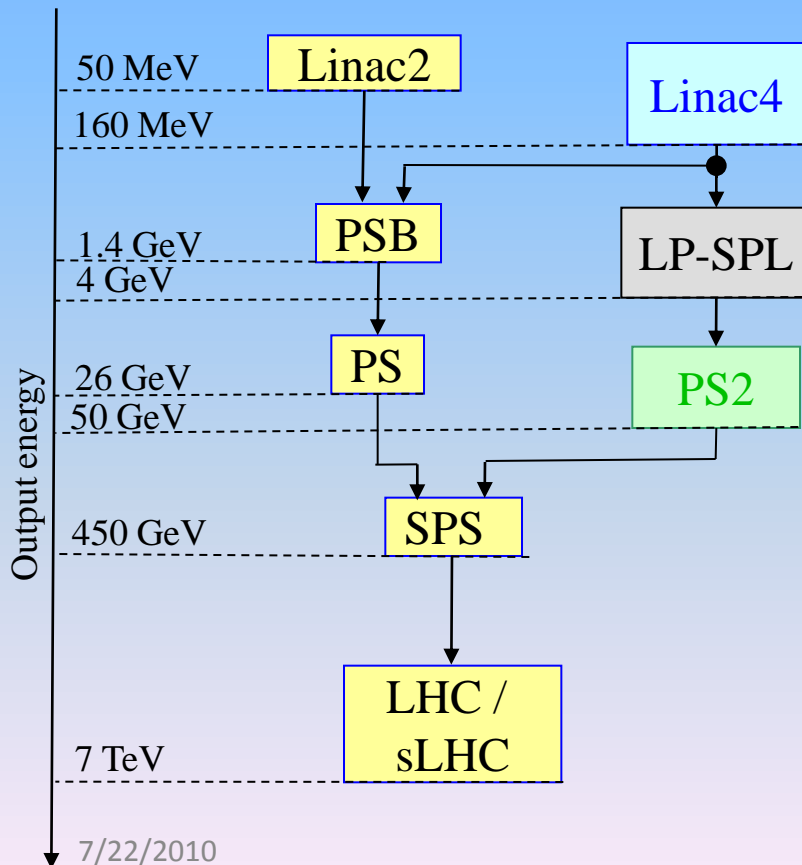 50 MeV
Linac2
160 MeV
Linac4
PSB
1.4 GeV
LP-SPL
4 GeV
PS
26 GeV
PS2
50 GeV
Output energy
SPS
450 GeV
LHC /
sLHC
7 TeV
7/22/2010